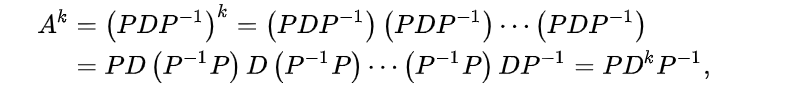 A^k = (PDP^{-1})^k = (PDP^{-1}) (PDP^{-1}) ⋯ (PDP^{-1})
= PD (P^{-1}P) D (P^{-1}P) ⋯ (P^{-1}P) DP^{-1} = PD^kP^{-1},